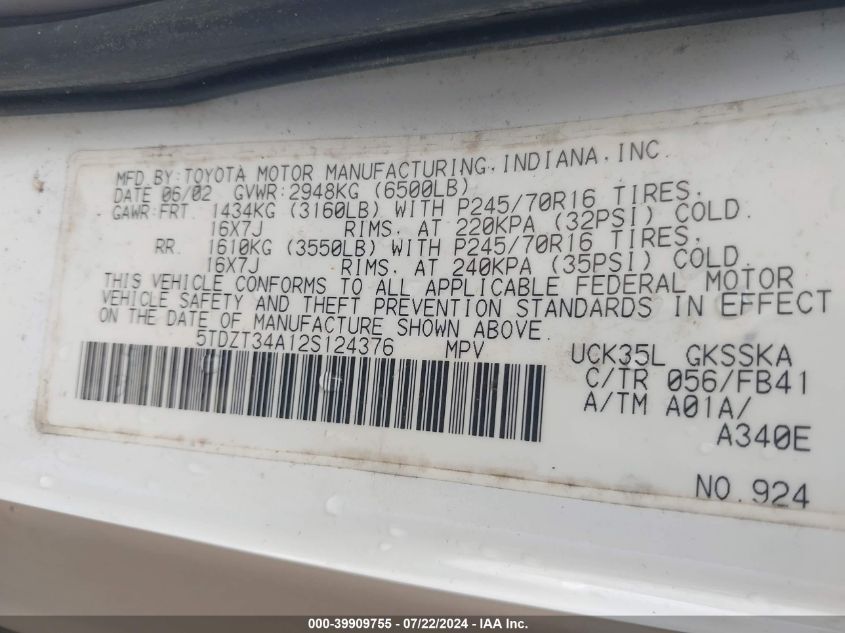 MFD.BY:TOYOTA MOTOR MANUFACTURING,INDIANA,INC.
DATE 06/02 GVWR:2948KG (6500LB)
GAWR:FRT. 1434KG (3160LB) WITH P245/70R16 TIRES,
16X7J RIMS, AT 220KPA (32PSI) COLD.
RR. 1610KG (3550LB) WITH P245/70R16 TIRES,
16X7J RIMS, AT 240KPA (35PSI) COLD.
THIS VEHICLE CONFORMS TO ALL APPLICABLE FEDERAL MOTOR
VEHICLE SAFETY AND THEFT PREVENTION STANDARDS IN EFFECT
ON THE DATE OF MANUFACTURE SHOWN ABOVE.
5TDZT34A12S124376 MPV UCK35L GKSSKA
C/TR 056/FB41
A/TM A01A/
A340E
NO.924
000-39909755 - 07/22/2024 - IAA Inc.